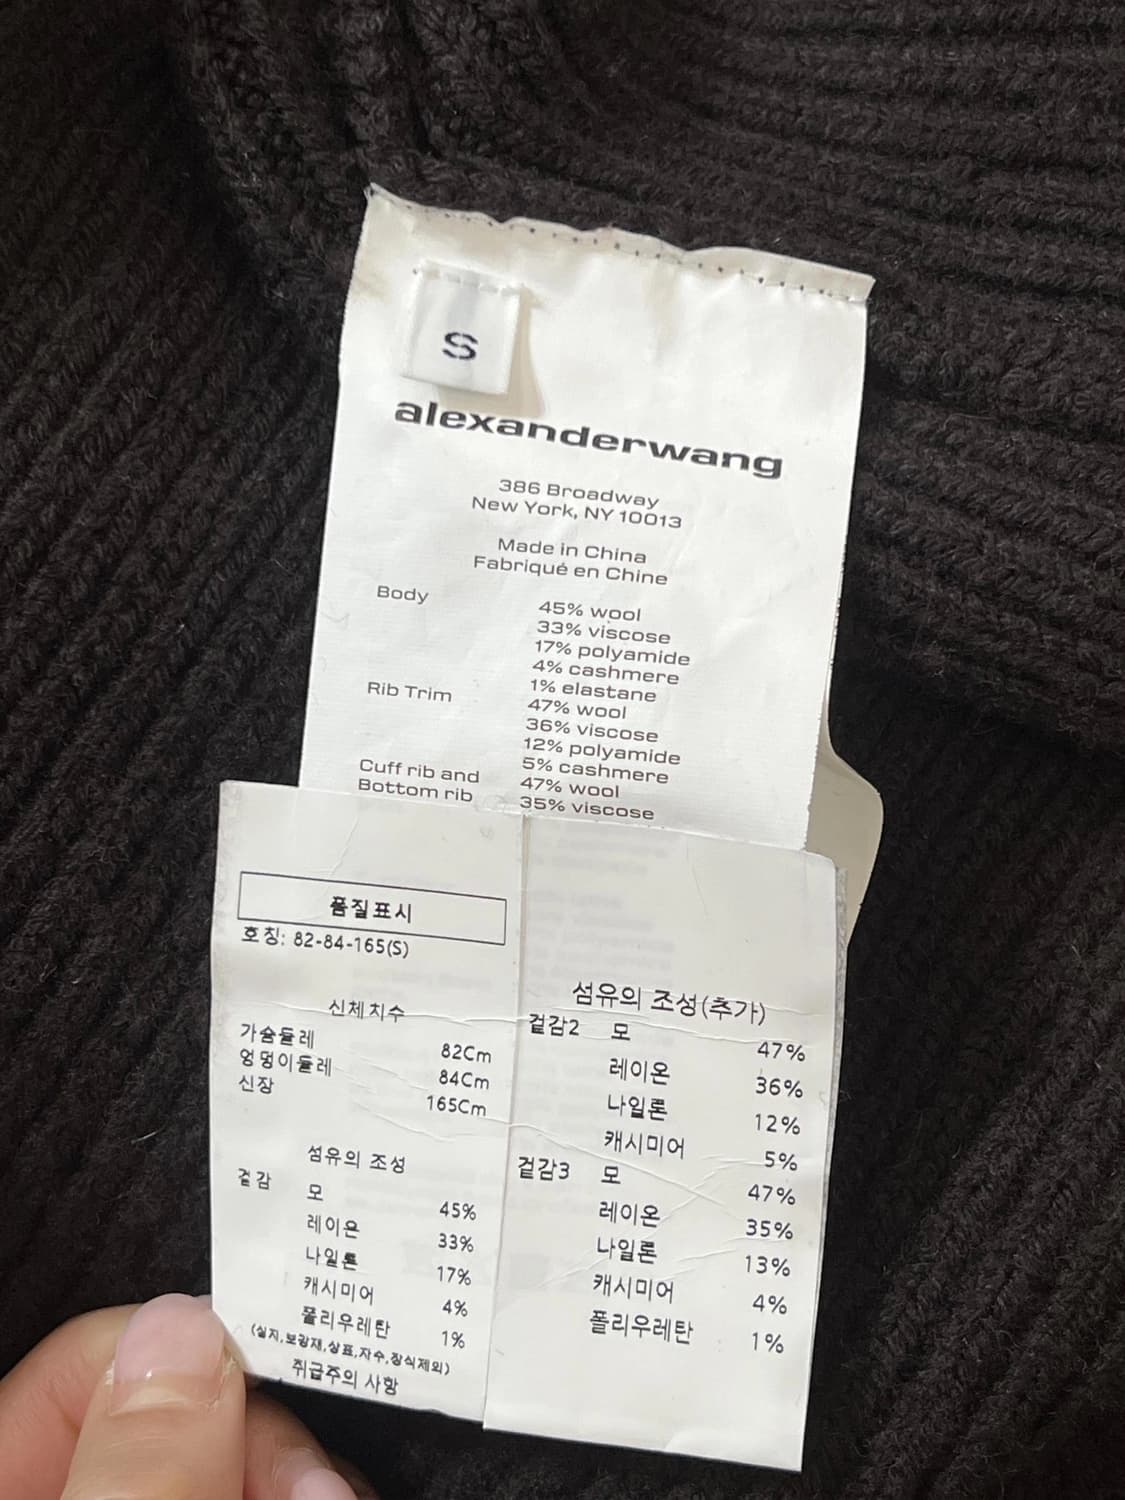 S
alexanderwang
386 Broadway
New York, NY 10013
Made in China
Fabriqué en Chine
Body
45% wool
33% viscose
17% polyamide
4% cashmere
1% elastane
Rib Trim
47% wool
36% viscose
12% polyamide
5% cashmere
Cuff rib and
Bottom rib
47% wool
35% viscose
품질표시
호칭: 82-84-165(S)
신체치수
가슴둘레 82Cm
엉덩이둘레 84Cm
신장 165Cm
섬유의 조성
겉감 모 45%
레이온 33%
나일론 17%
캐시미어 4%
폴리우레탄 1%
(심지,보강재,상표,자수,장식제외)
취급주의 사항
섬유의 조성(추가)
겉감2 모 47%
레이온 36%
나일론 12%
캐시미어 5%
겉감3 모 47%
레이온 35%
나일론 13%
캐시미어 4%
폴리우레탄 1%